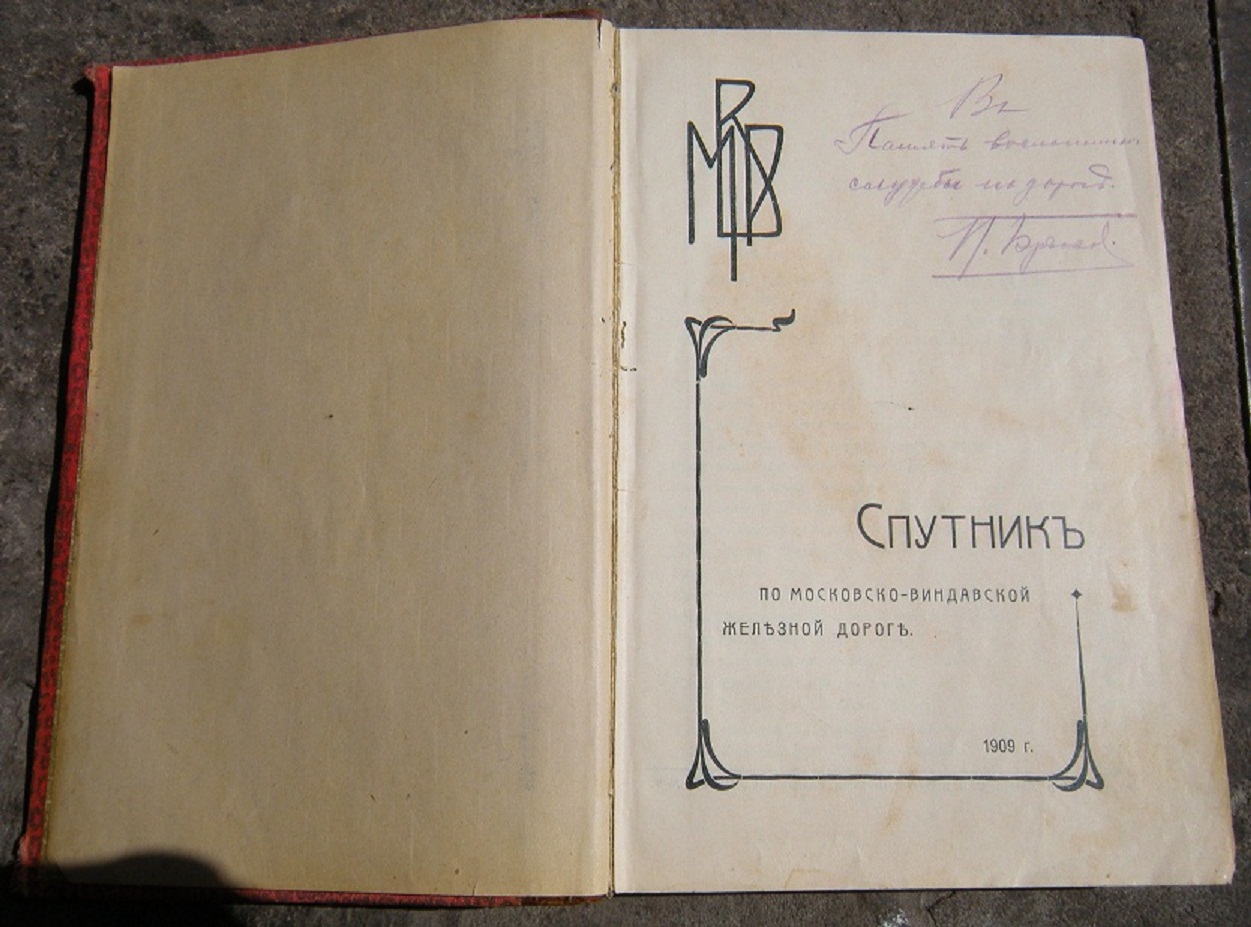 Въ
Память
службы на дорогѣ.
СПУТНИКЪ
ПО МОСКОВСКО-ВИНДАВСКОЙ
ЖЕЛѢЗНОЙ ДОРОГѢ.
1909 г.